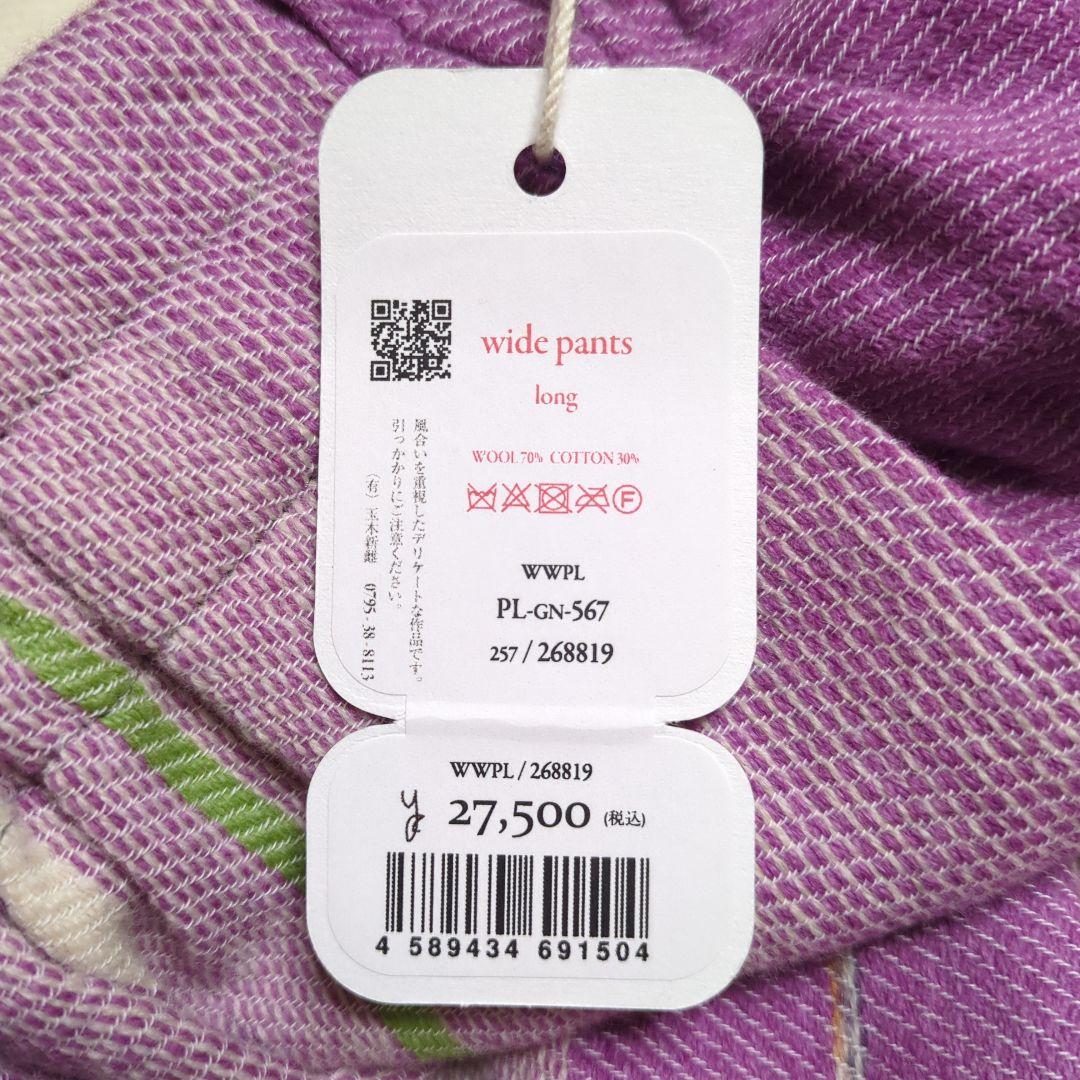 wide pants
long
WOOL 70% COTTON 30%
F
風合いを重視したデリケートな作品です。
引っかかりにご注意ください。
(有) 玉木新雌 0795-38-8113
WWPL
PL-GN-567
257 / 268819
WWPL / 268819
¥ 27,500 (税込)
4 589434 691504